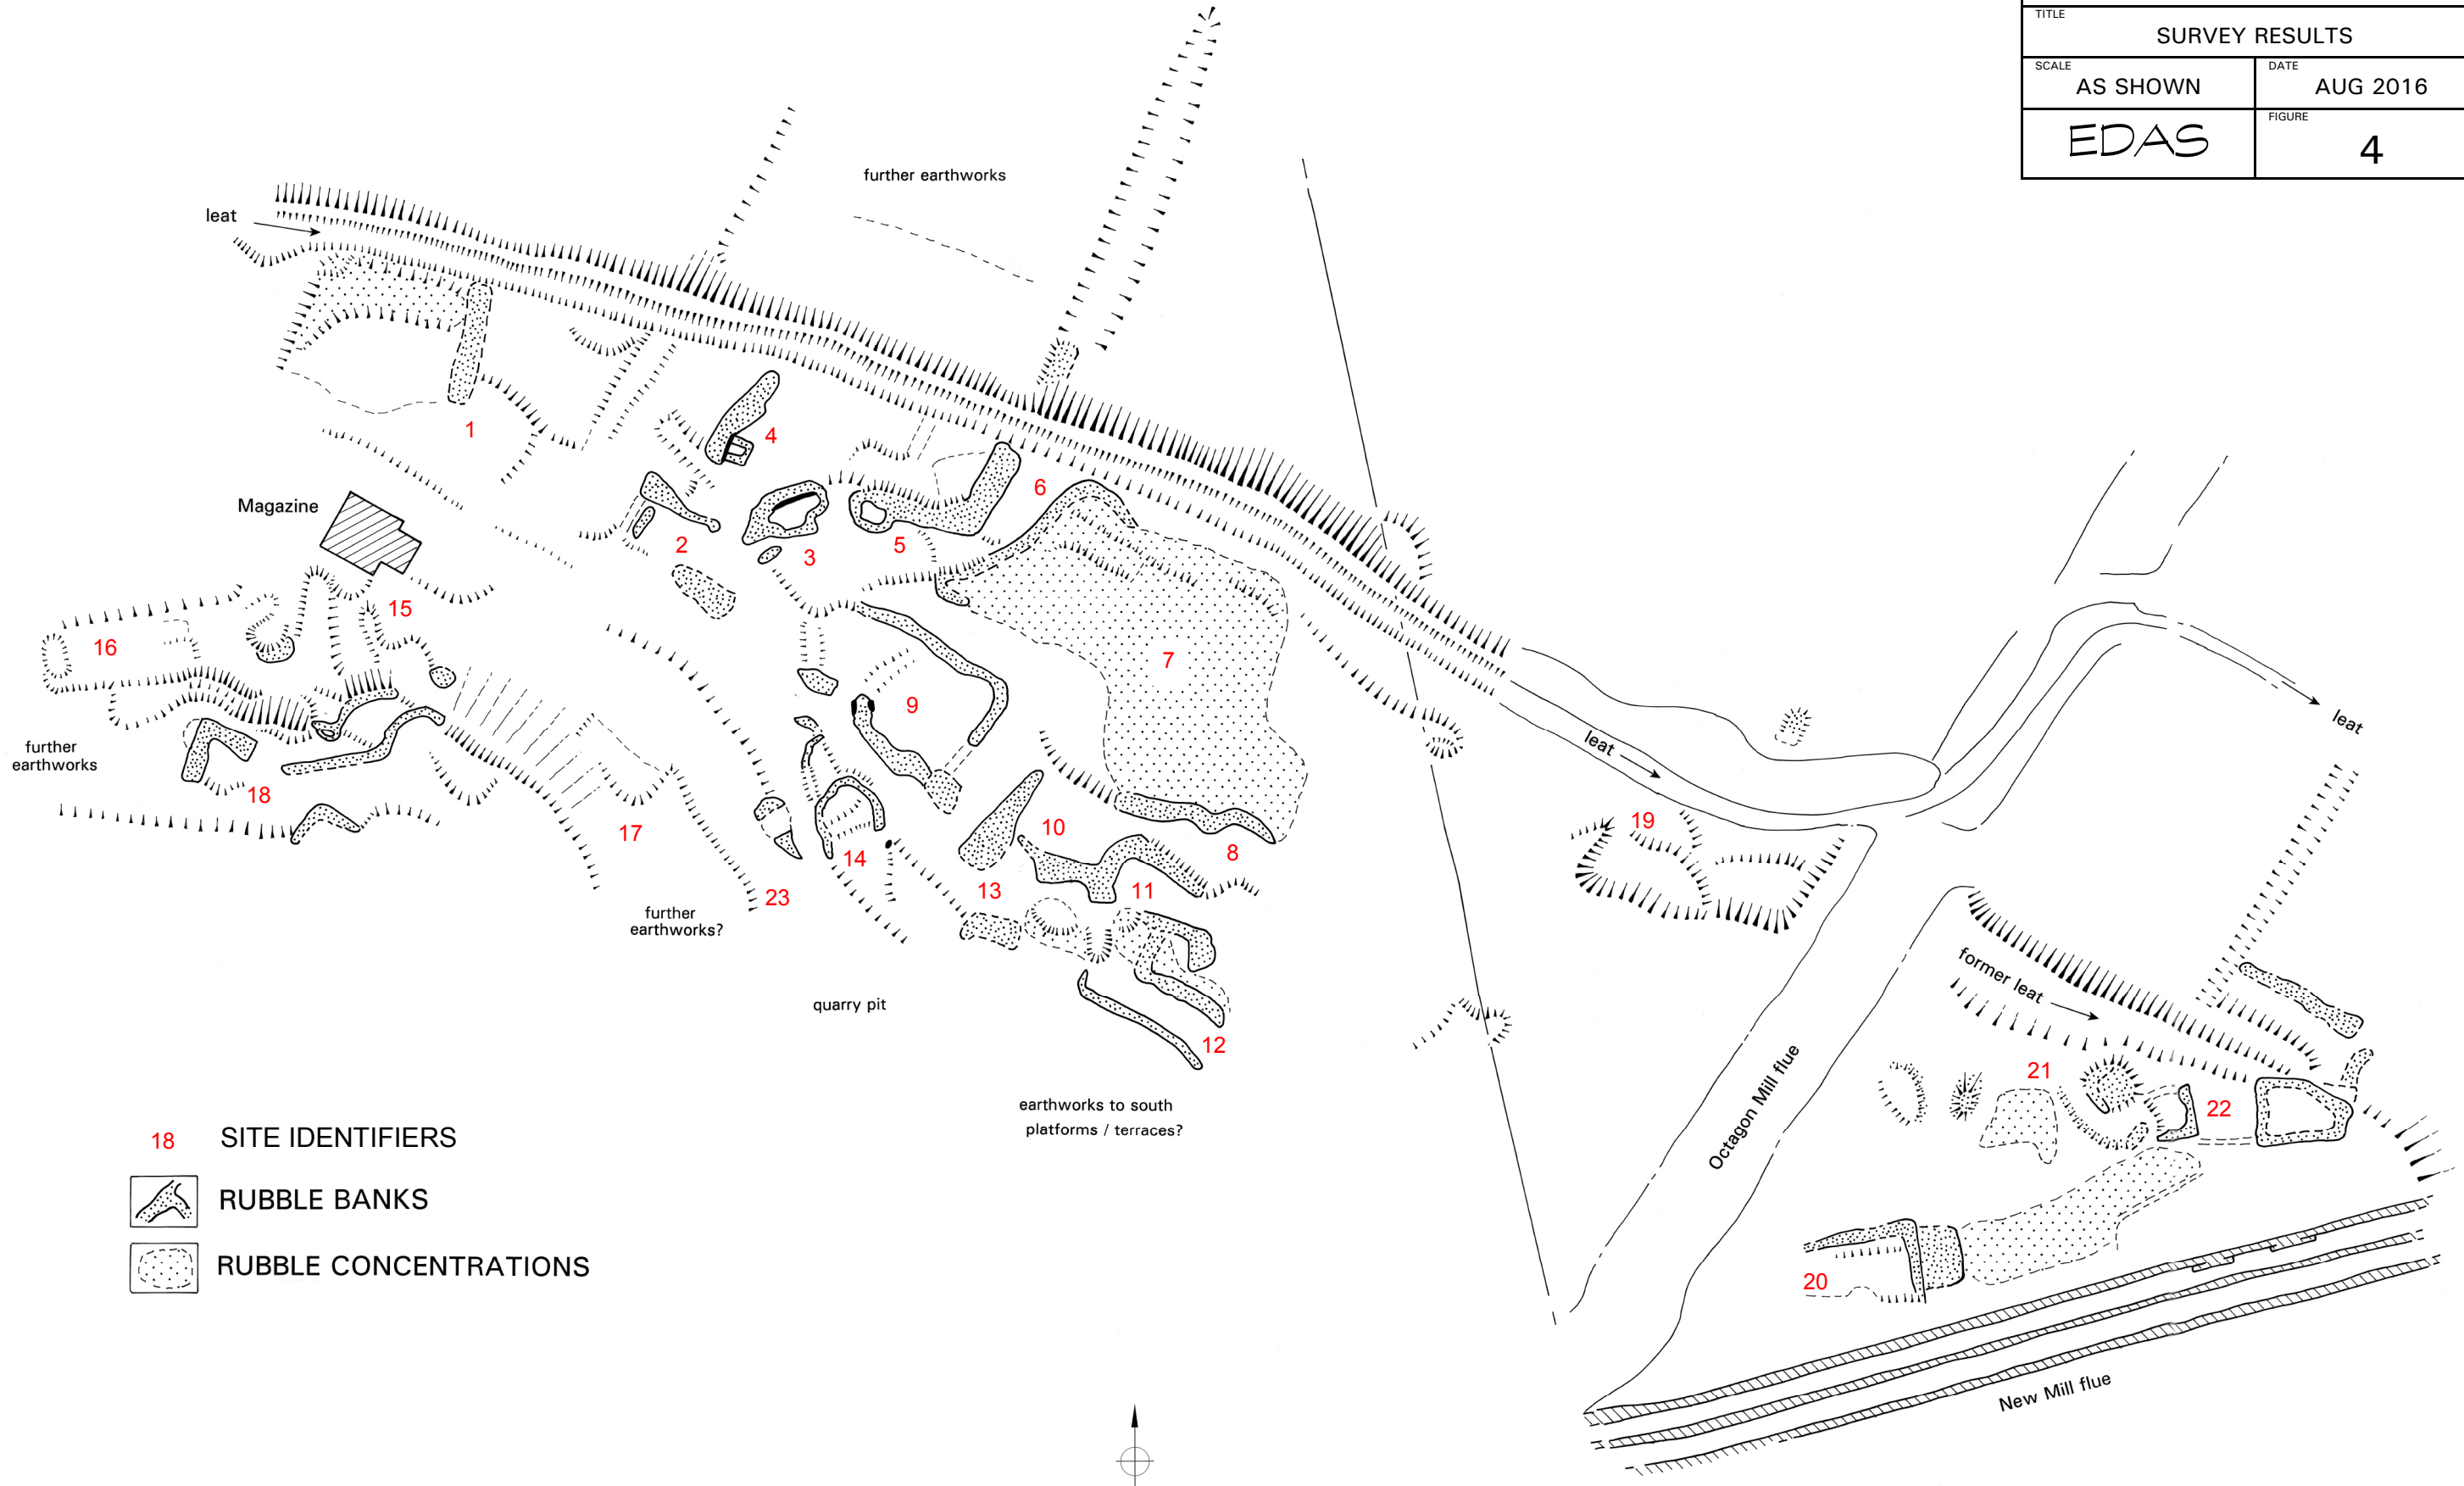 TITLE
SURVEY RESULTS
SCALE
AS SHOWN
DATE
AUG 2016
EDAS
FIGURE
4
further earthworks
leat
1
4
6
Magazine
2
3
5
15
16
7
9
further
earthworks
leat
leat
18
17
10
19
14
8
23
13
11
further
earthworks?
former leat
quarry pit
12
21
earthworks to south
platforms / terraces?
Octagon Mill flue
22
20
New Mill flue
18 SITE IDENTIFIERS
RUBBLE BANKS
RUBBLE CONCENTRATIONS